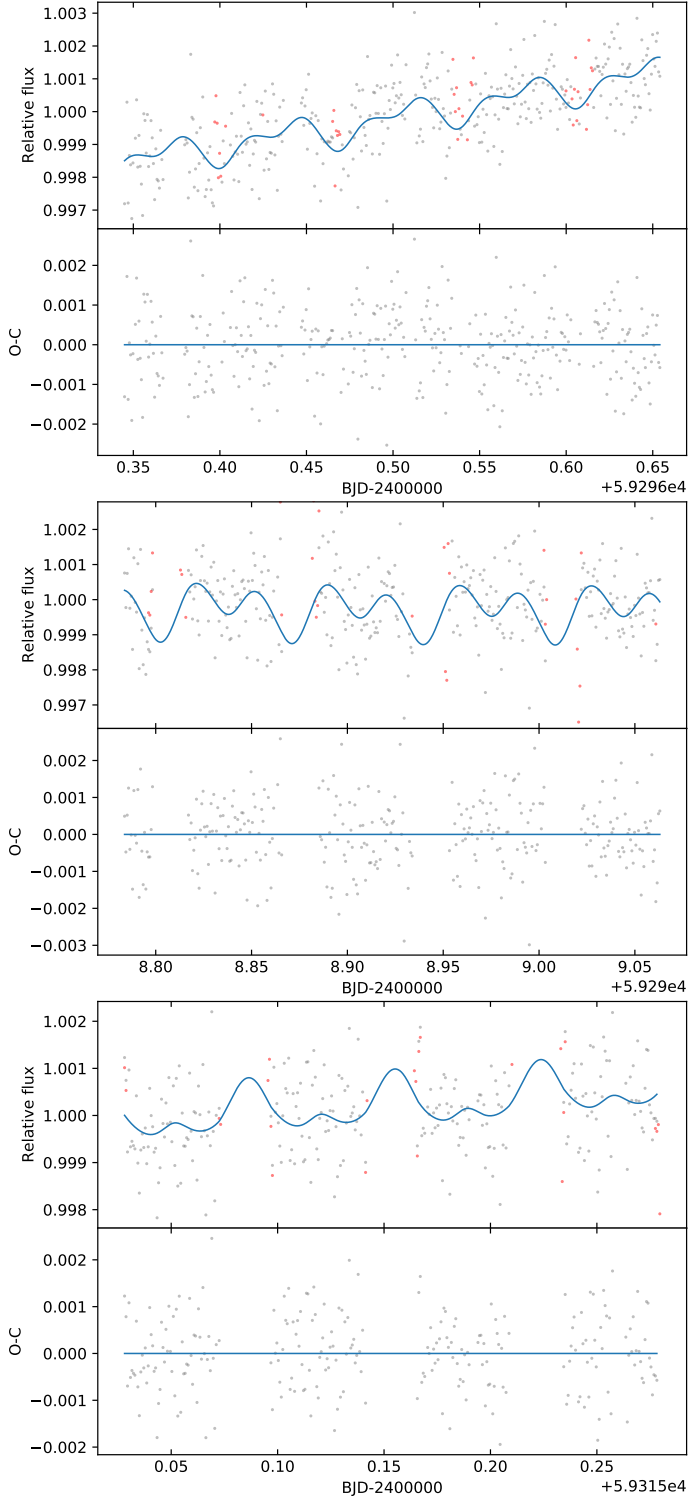 1.003
1.002
1.001
1.000
0.999
0.998
0.997
Relative flux
0.002
0.001
0.000
−0.001
−0.002
O-C
0.35 0.40 0.45 0.50 0.55 0.60 0.65
BJD-2400000
+5.9296e4
1.002
1.001
1.000
0.999
0.998
0.997
Relative flux
0.002
0.001
0.000
−0.001
−0.002
−0.003
O-C
8.80 8.85 8.90 8.95 9.00 9.05
BJD-2400000
+5.929e4
1.002
1.001
1.000
0.999
0.998
Relative flux
0.002
0.001
0.000
−0.001
−0.002
O-C
0.05 0.10 0.15 0.20 0.25
BJD-2400000
+5.9315e4